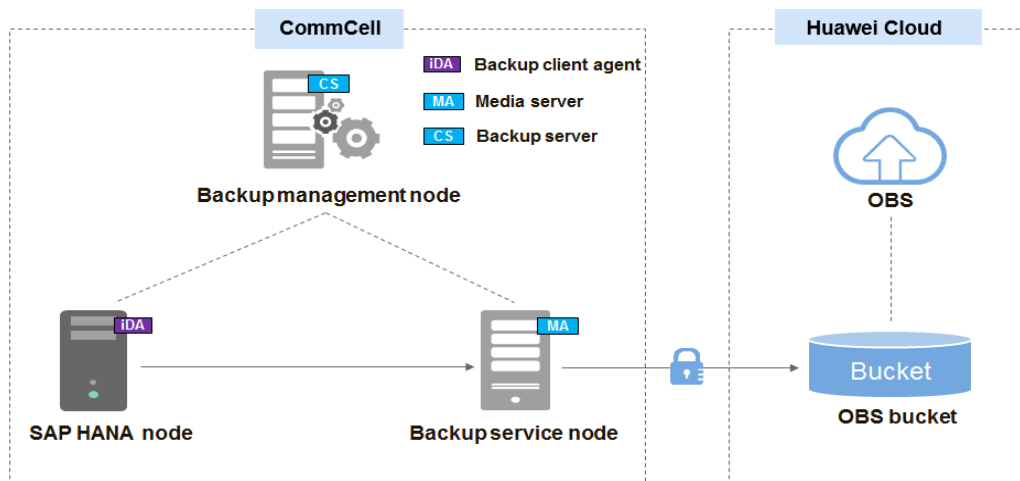 CommCell
Huawei Cloud
iDA Backup client agent
CS
MA Media server
CS Backup server
Backup management node
OBS
iDA
MA
Bucket
OBS bucket
SAP HANA node
Backup service node